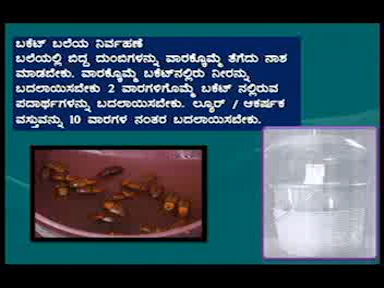 ಬಕೆಟ್ ಬಲೆಯ ನಿರ್ವಹಣೆ
ಬಲೆಯಲ್ಲಿ ಬಿದ್ದ ದುಂಬಿಗಳನ್ನು ವಾರಕ್ಕೊಮ್ಮೆ ತೆಗೆದು ನಾಶ
ಮಾಡಬೇಕು. ವಾರಕ್ಕೊಮ್ಮೆ ಬಕೆಟ್‌ನಲ್ಲಿರು ನೀರನ್ನು
ಬದಲಾಯಿಸಬೇಕು 2 ವಾರಗಳಿಗೊಮ್ಮೆ ಬಕೆಟ್ ನಲ್ಲಿರುವ
ಪದಾರ್ಥಗಳನ್ನು ಬದಲಾಯಿಸಬೇಕು. ಲ್ಯೂರ್ / ಆಕರ್ಷಕ
ವಸ್ತುವನ್ನು 10 ವಾರಗಳ ನಂತರ ಬದಲಾಯಿಸಬೇಕು.